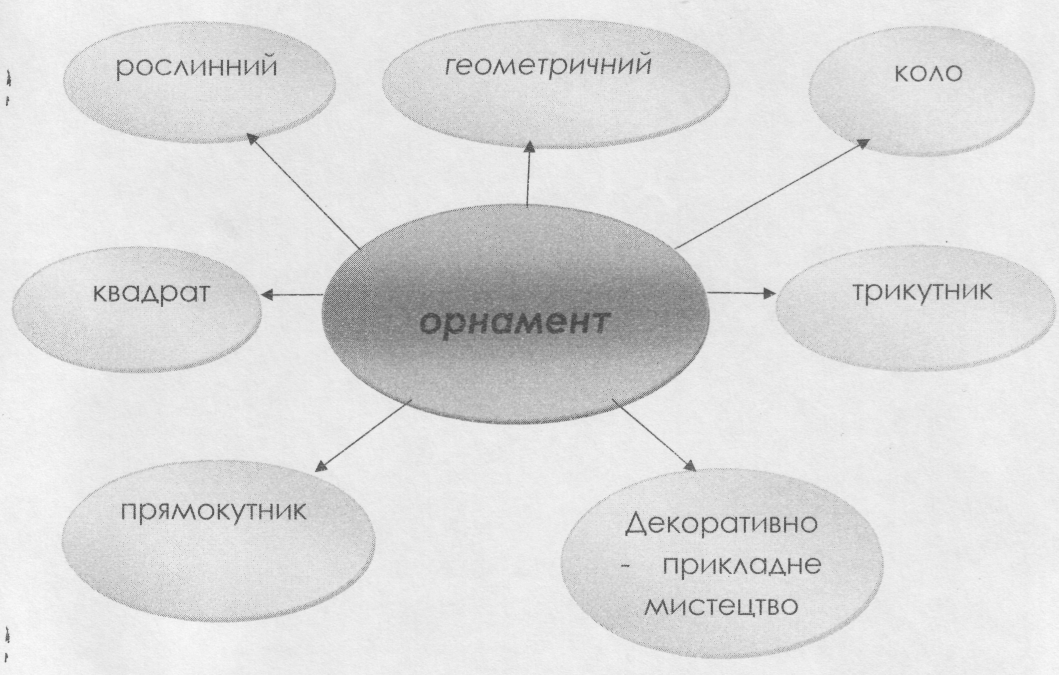 рослинний
геометричний
коло
квадрат
орнамент
трикутник
прямокутник
Декоративно
- прикладне
мистецтво